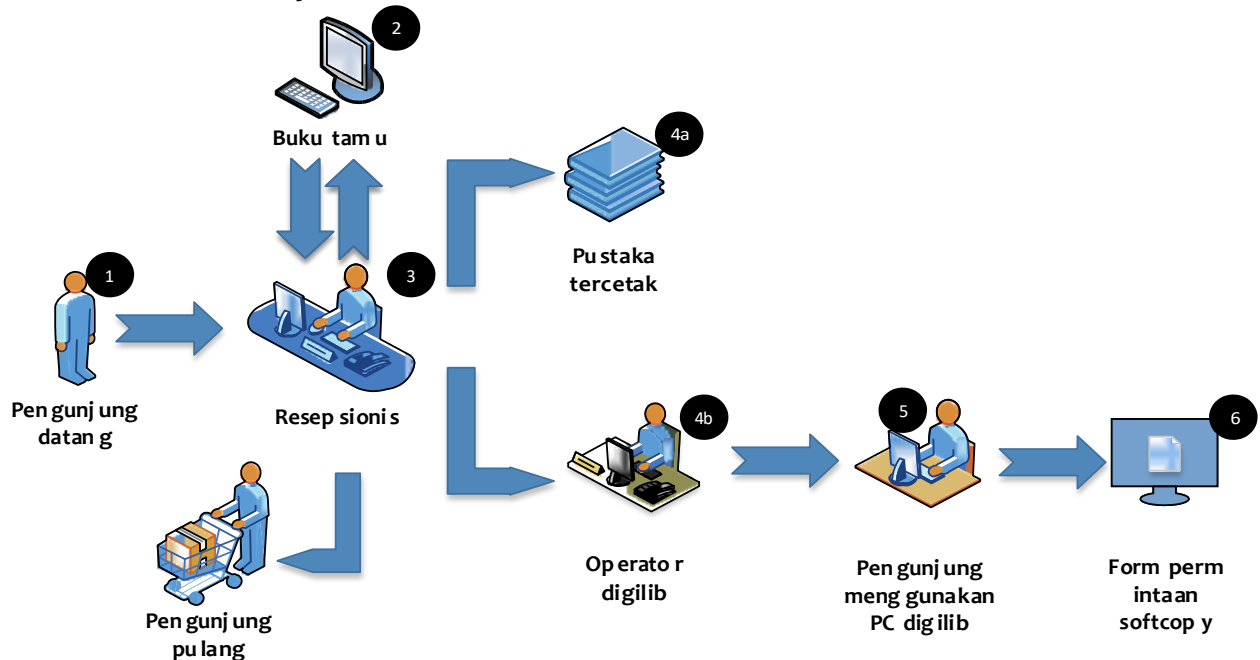 2
Buku tamu
4a
Pustaka
tercetak
1
3
Pengunjung
datang
Resepsionis
4b
5
6
Operator
digilib
Pengunjung
menggunakan
PC digilib
Form perm
intaan
softcopy
Pengunjung
pulang